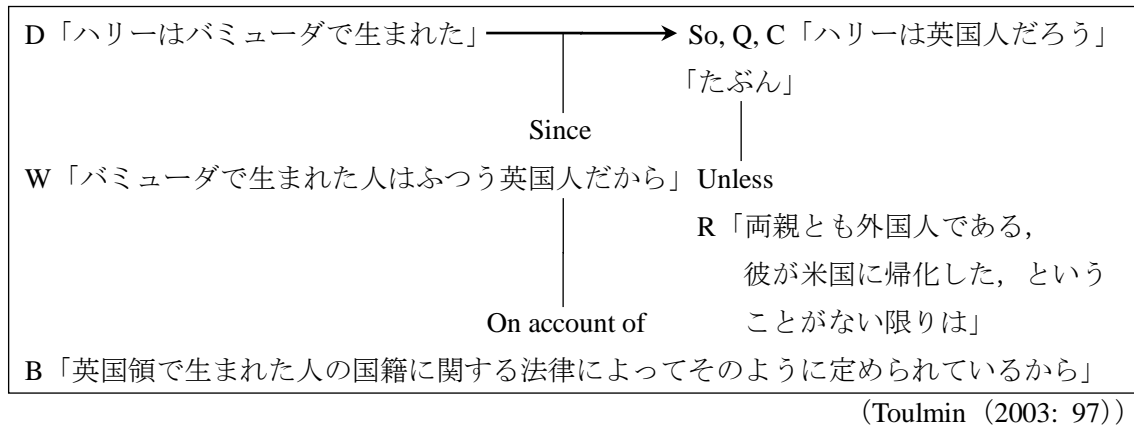 D「ハリーはバミューダで生まれた」 So, Q, C「ハリーは英国人だろう」
「たぶん」
Since
W「バミューダで生まれた人はふつう英国人だから」Unless
R「両親とも外国人である，
彼が米国に帰化した，という
On account of ことがない限りは」
B「英国領で生まれた人の国籍に関する法律によってそのように定められているから」
（Toulmin（2003: 97））